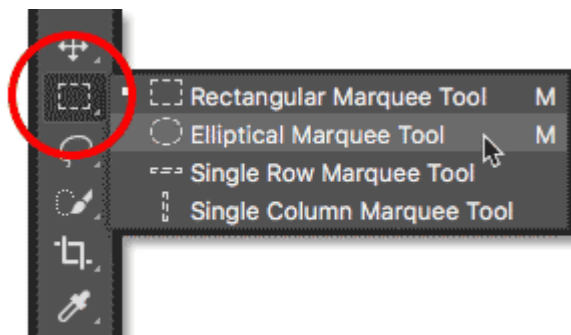 Rectangular Marquee Tool M
Elliptical Marquee Tool M
Single Row Marquee Tool
Single Column Marquee Tool